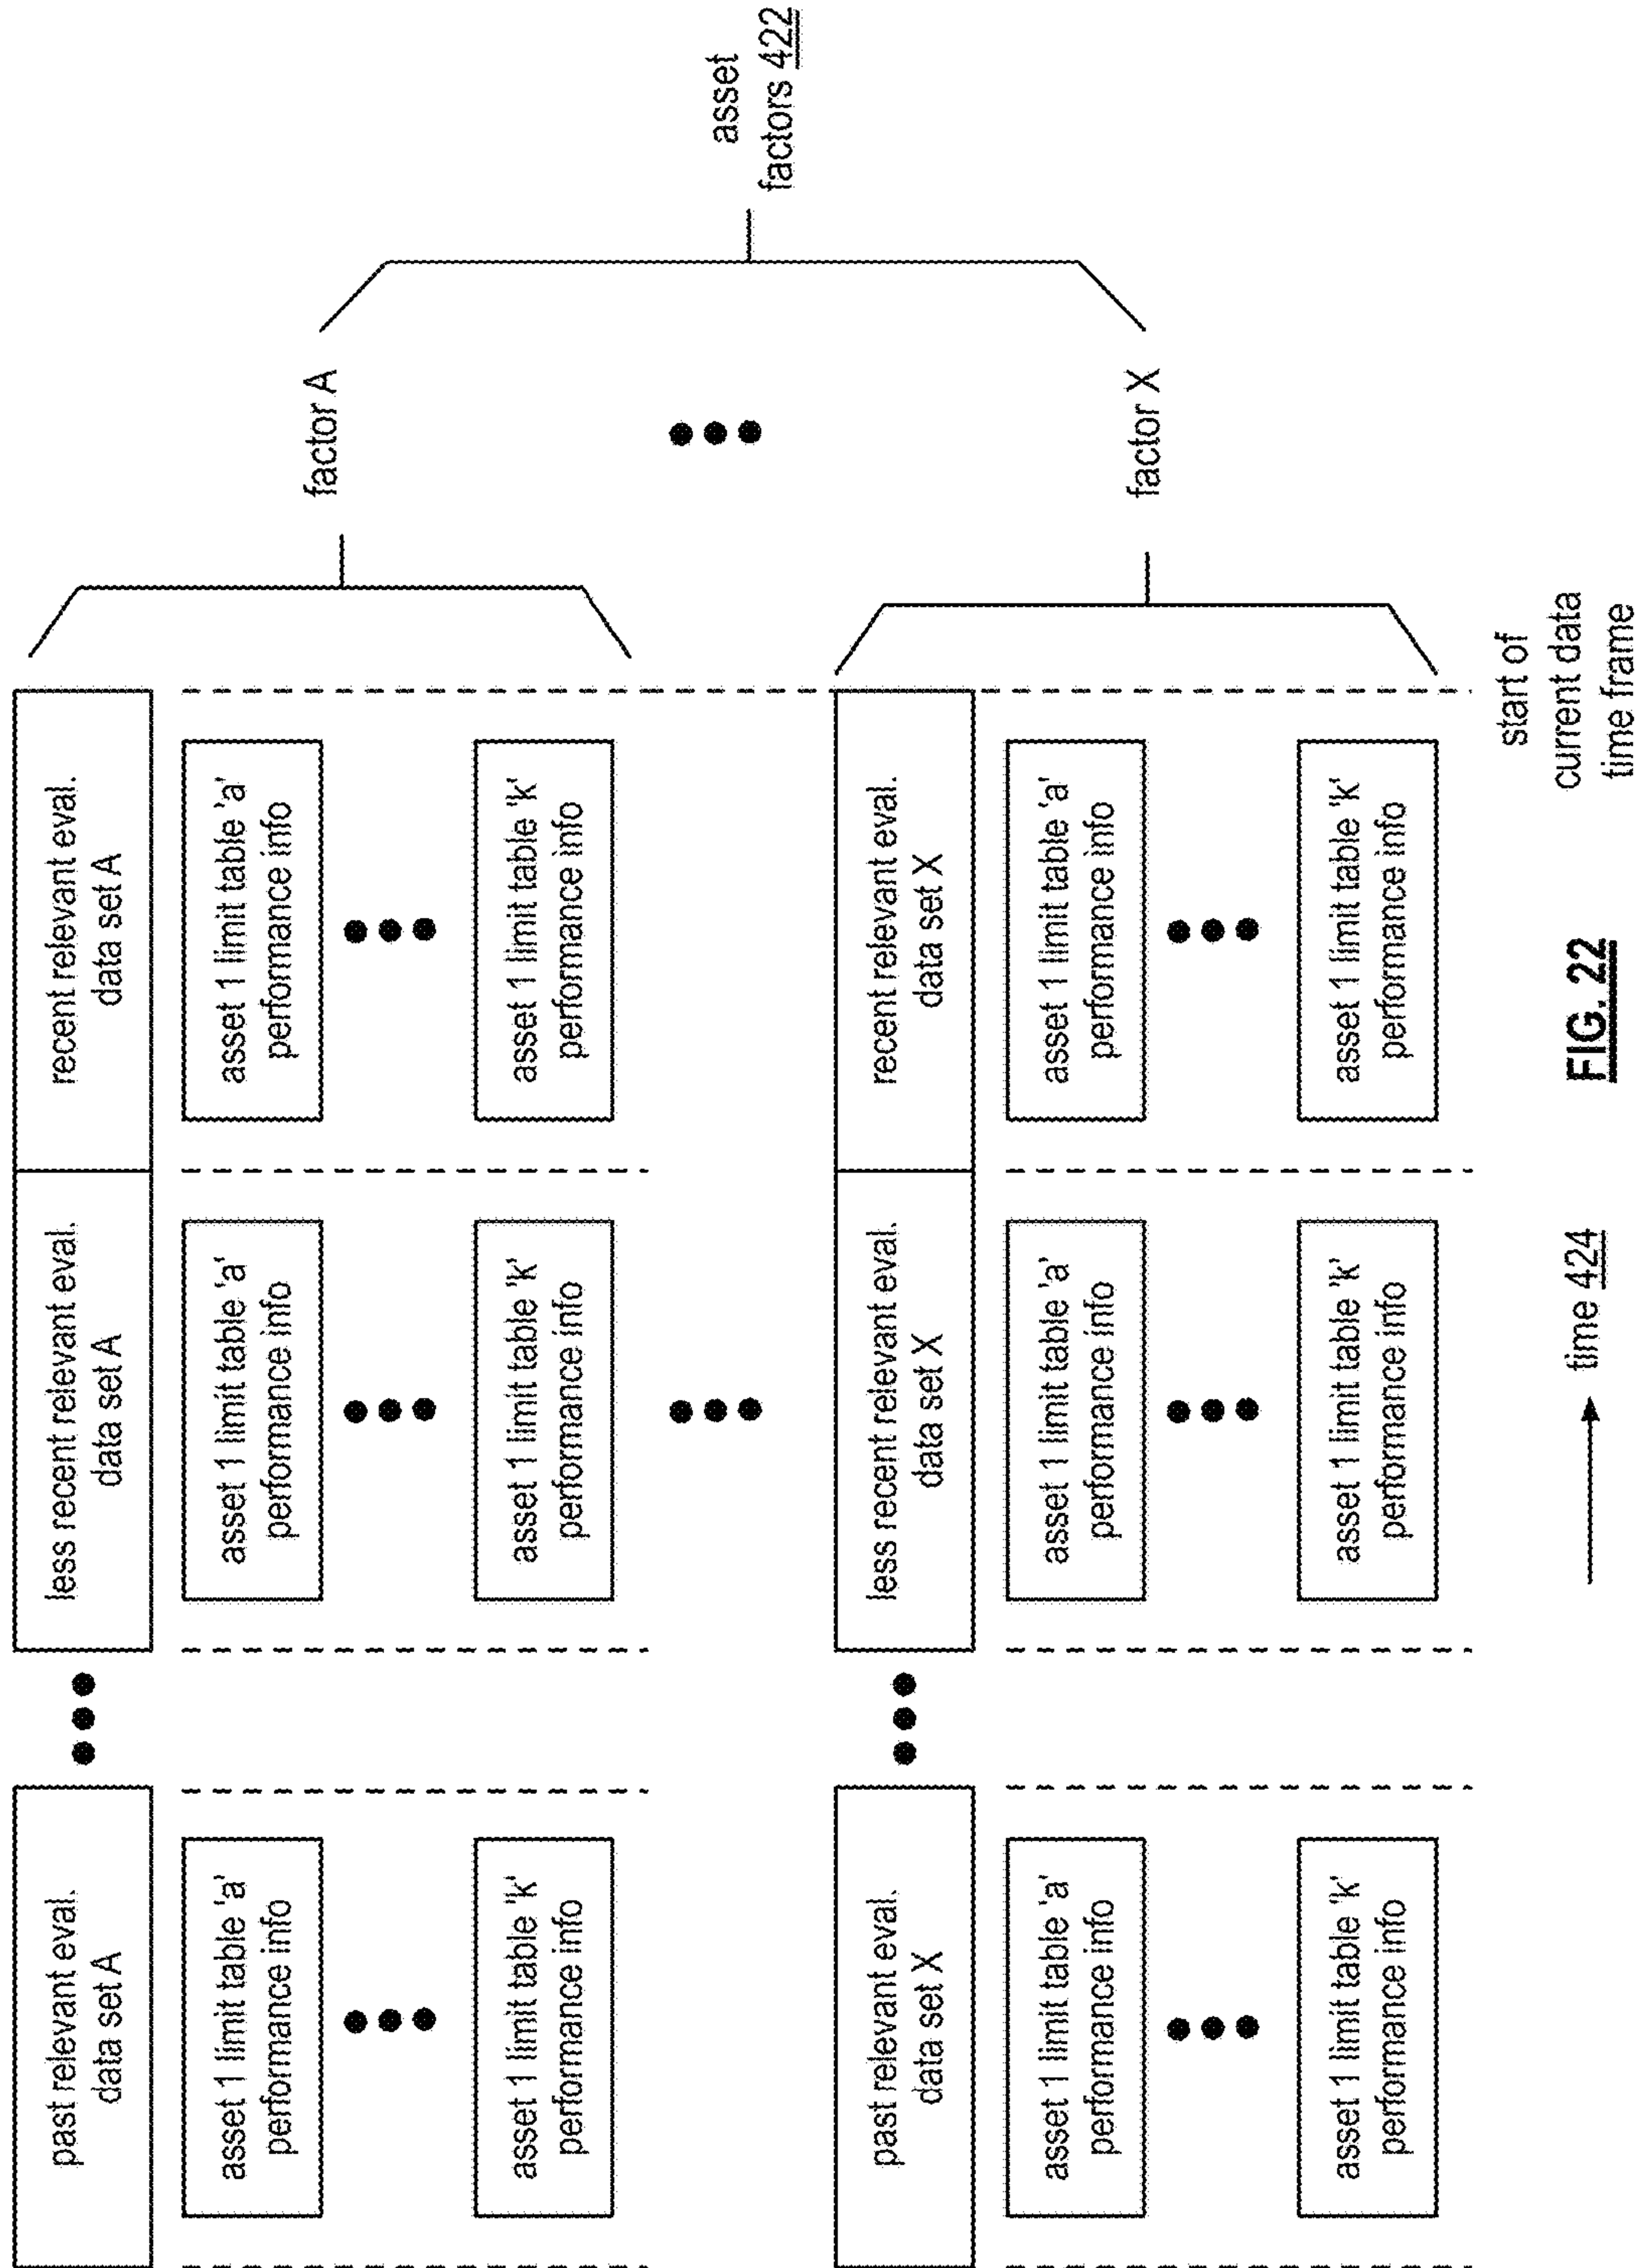 past relevant eval.
data set A
less recent relevant eval.
data set A
recent relevant eval.
data set A
asset 1 limit table 'a'
performance info
asset 1 limit table 'a'
performance info
asset 1 limit table 'a'
performance info
asset 1 limit table 'k'
performance info
asset 1 limit table 'k'
performance info
asset 1 limit table 'k'
performance info
factor A
asset
factors 422
past relevant eval.
data set X
less recent relevant eval.
data set X
recent relevant eval.
data set X
asset 1 limit table 'a'
performance info
asset 1 limit table 'a'
performance info
asset 1 limit table 'a'
performance info
asset 1 limit table 'k'
performance info
asset 1 limit table 'k'
performance info
asset 1 limit table 'k'
performance info
factor X
start of
current data
time frame
time 424
FIG. 22